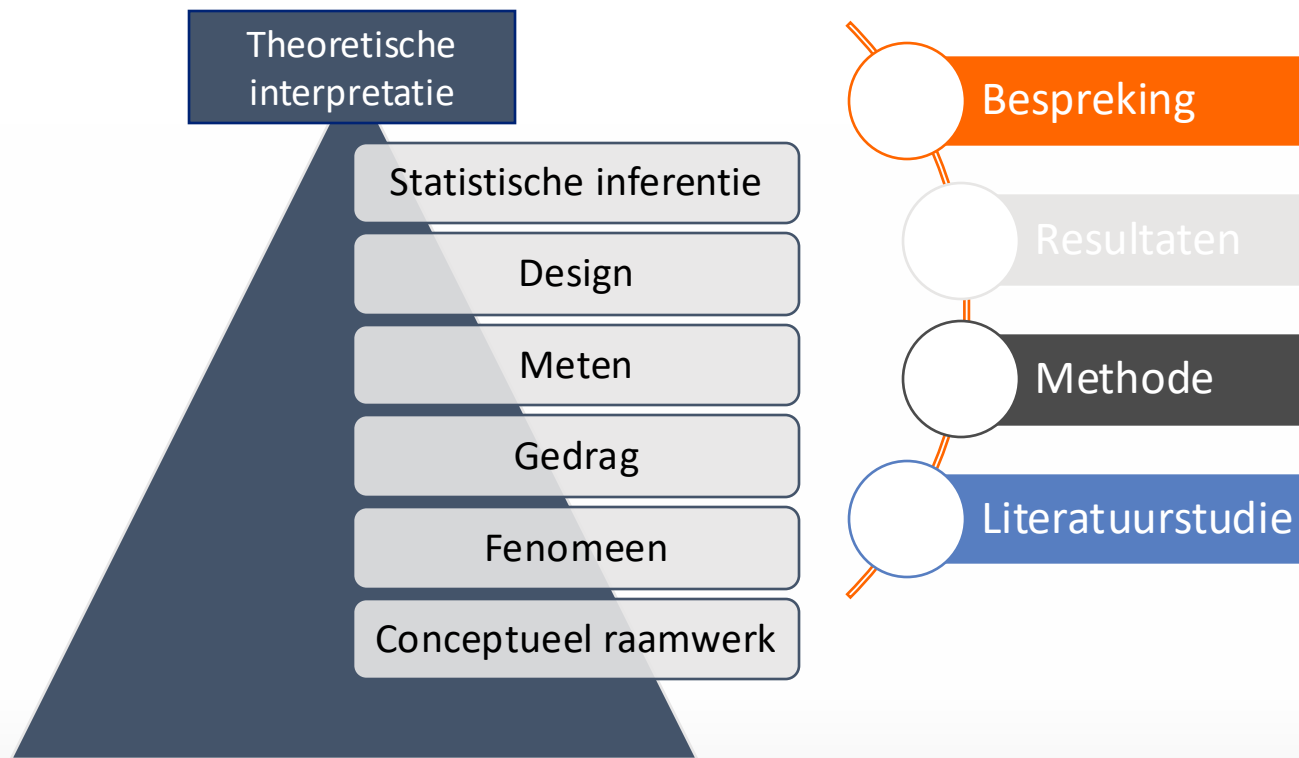 Theoretische
interpretatie
Statistische inferentie
Design
Meten
Gedrag
Fenomeen
Conceptueel raamwerk
Bespreking
Resultaten
Methode
Literatuurstudie